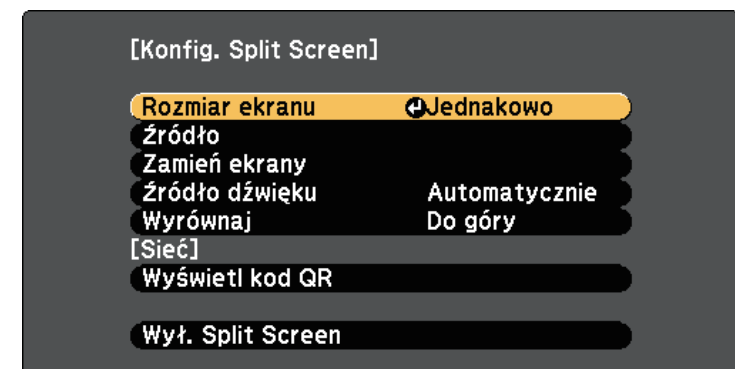 [Konfig. Split Screen]
Rozmiar ekranu Jednakowo
Źródło
Zamień ekrany
Źródło dźwięku Automatycznie
Wyrównaj Do góry
[Sieć]
Wyświetl kod QR
Wył. Split Screen